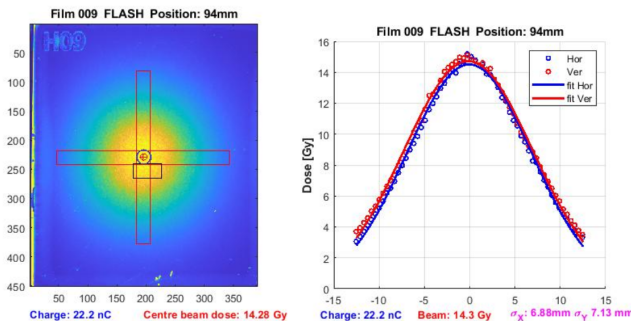 Film 009 FLASH Position: 94mm
H09
50
100
150
200
250
300
350
400
450
50 100 150 200 250 300 350
Charge: 22.2 nC Centre beam dose: 14.28 Gy
Film 009 FLASH Position: 94mm
Dose [Gy]
16
14
12
10
8
6
4
2
0
Hor
Ver
fit Hor
fit Ver
-15 -10 -5 0 5 10 15
Charge: 22.2 nC Beam: 14.3 Gy σX: 6.88mm σY 7.13 mm